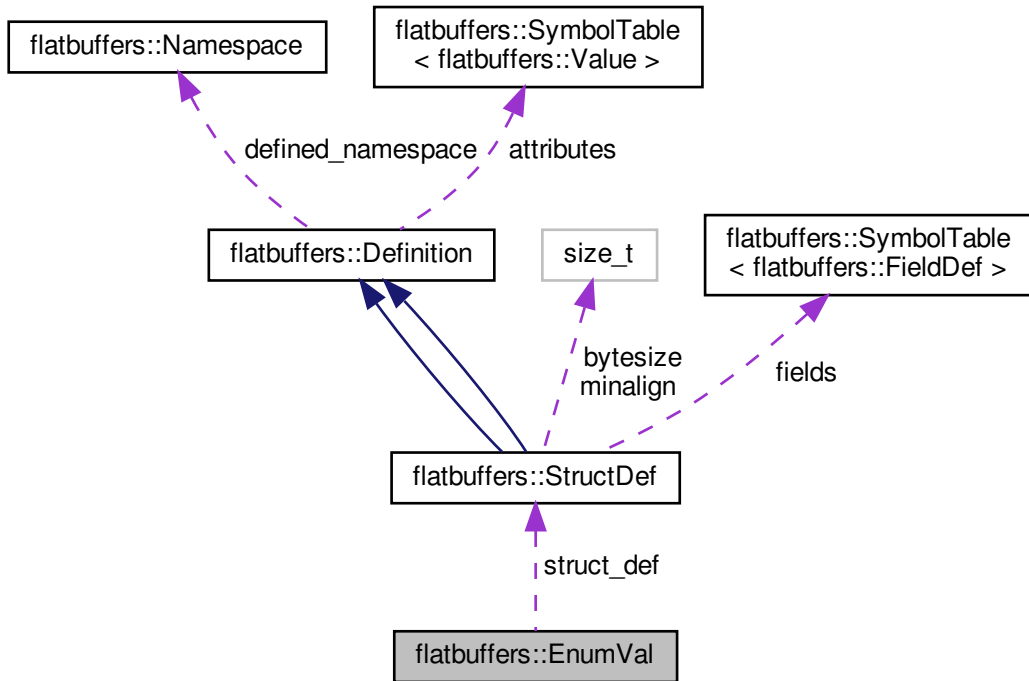 flatbuffers::Namespace
flatbuffers::SymbolTable
< flatbuffers::Value >
defined_namespace
attributes
flatbuffers::Definition
size_t
flatbuffers::SymbolTable
< flatbuffers::FieldDef >
bytesize
minalign
fields
flatbuffers::StructDef
struct_def
flatbuffers::EnumVal